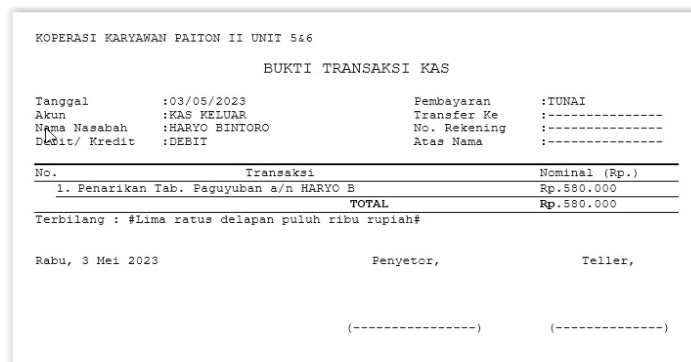 KOPERASI KARYAWAN PAITON II UNIT 5&6
BUKTI TRANSAKSI KAS
Tanggal :03/05/2023 Pembayaran :TUNAI
Akun :KAS KELUAR Transfer Ke :---------------
Nama Nasabah :HARYO BINTORO No. Rekening :---------------
Debit/ Kredit :DEBIT Atas Nama :---------------
No. Transaksi Nominal (Rp.)
1. Penarikan Tab. Paguyuban a/n HARYO B Rp.580.000
TOTAL Rp.580.000
Terbilang : #Lima ratus delapan puluh ribu rupiah#
Rabu, 3 Mei 2023 Penyetor, Teller,
(----------------) (--------------)